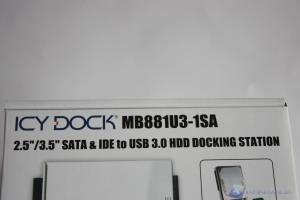 ICY DOCK MB881U3-1SA
2.5"/3.5" SATA & IDE to USB 3.0 HDD DOCKING STATION